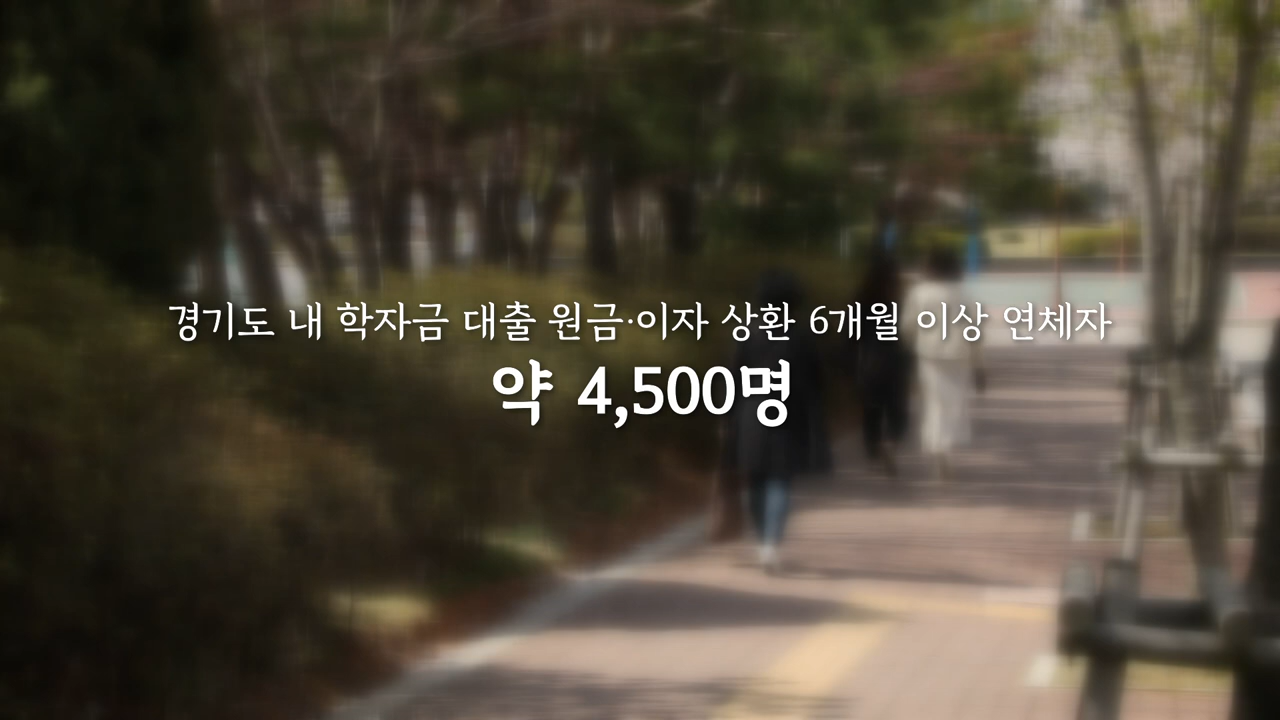 경기도 내 학자금 대출 원금·이자 상환 6개월 이상 연체자
약 4,500명